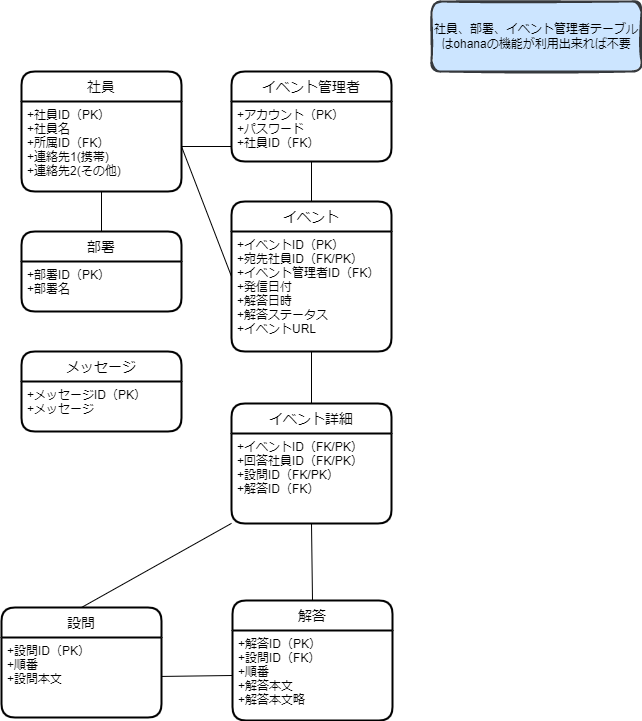 社員、部署、イベント管理者テーブル
はohanaの機能が利用出来れば不要
社員
+社員ID（PK）
+社員名
+所属ID（FK）
+連絡先1(携帯)
+連絡先2(その他)
イベント管理者
+アカウント（PK）
+パスワード
+社員ID（FK）
部署
+部署ID（PK）
+部署名
イベント
+イベントID（PK）
+宛先社員ID（FK/PK）
+イベント管理者ID（FK）
+発信日付
+解答日時
+解答ステータス
+イベントURL
メッセージ
+メッセージID（PK）
+メッセージ
イベント詳細
+イベントID（FK/PK）
+回答社員ID（FK/PK）
+設問ID（FK/PK）
+解答ID（FK）
設問
+設問ID（PK）
+順番
+設問本文
解答
+解答ID（PK）
+設問ID（FK）
+順番
+解答本文
+解答本文略